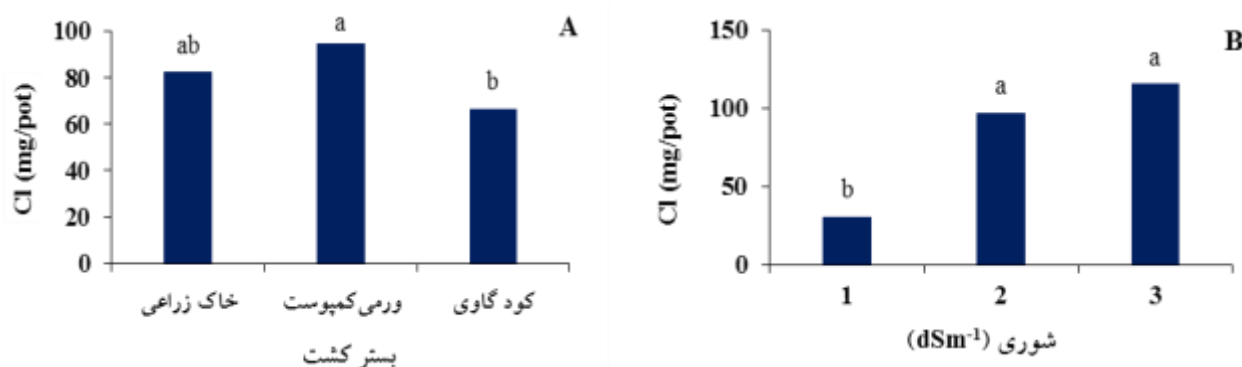 A
Cl (mg/pot)
100
80
60
40
20
0
ab
a
b
خاک زراعی
ورمی‌کمپوست
کود گاوی
بستر کشت
B
Cl (mg/pot)
150
100
50
0
b
a
a
1
2
3
شوری (dSm⁻¹)